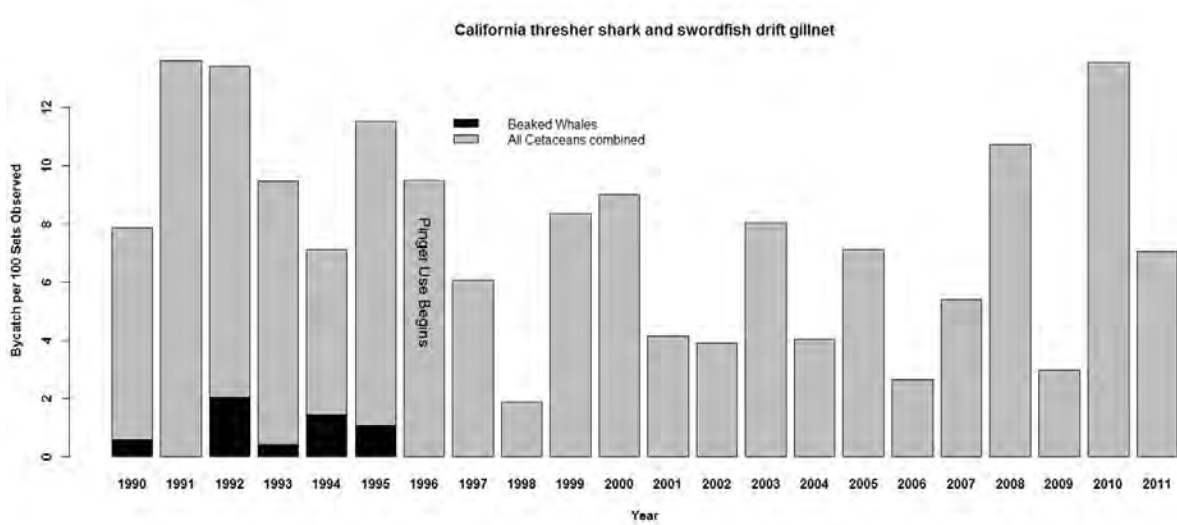 California thresher shark and swordfish drift gillnet
Bycatch per 100 Sets Observed
12
10
8
6
4
2
0
Beaked Whales
All Cetaceans combined
Pinger Use Begins
1990 1991 1992 1993 1994 1995 1996 1997 1998 1999 2000 2001 2002 2003 2004 2005 2006 2007 2008 2009 2010 2011
Year